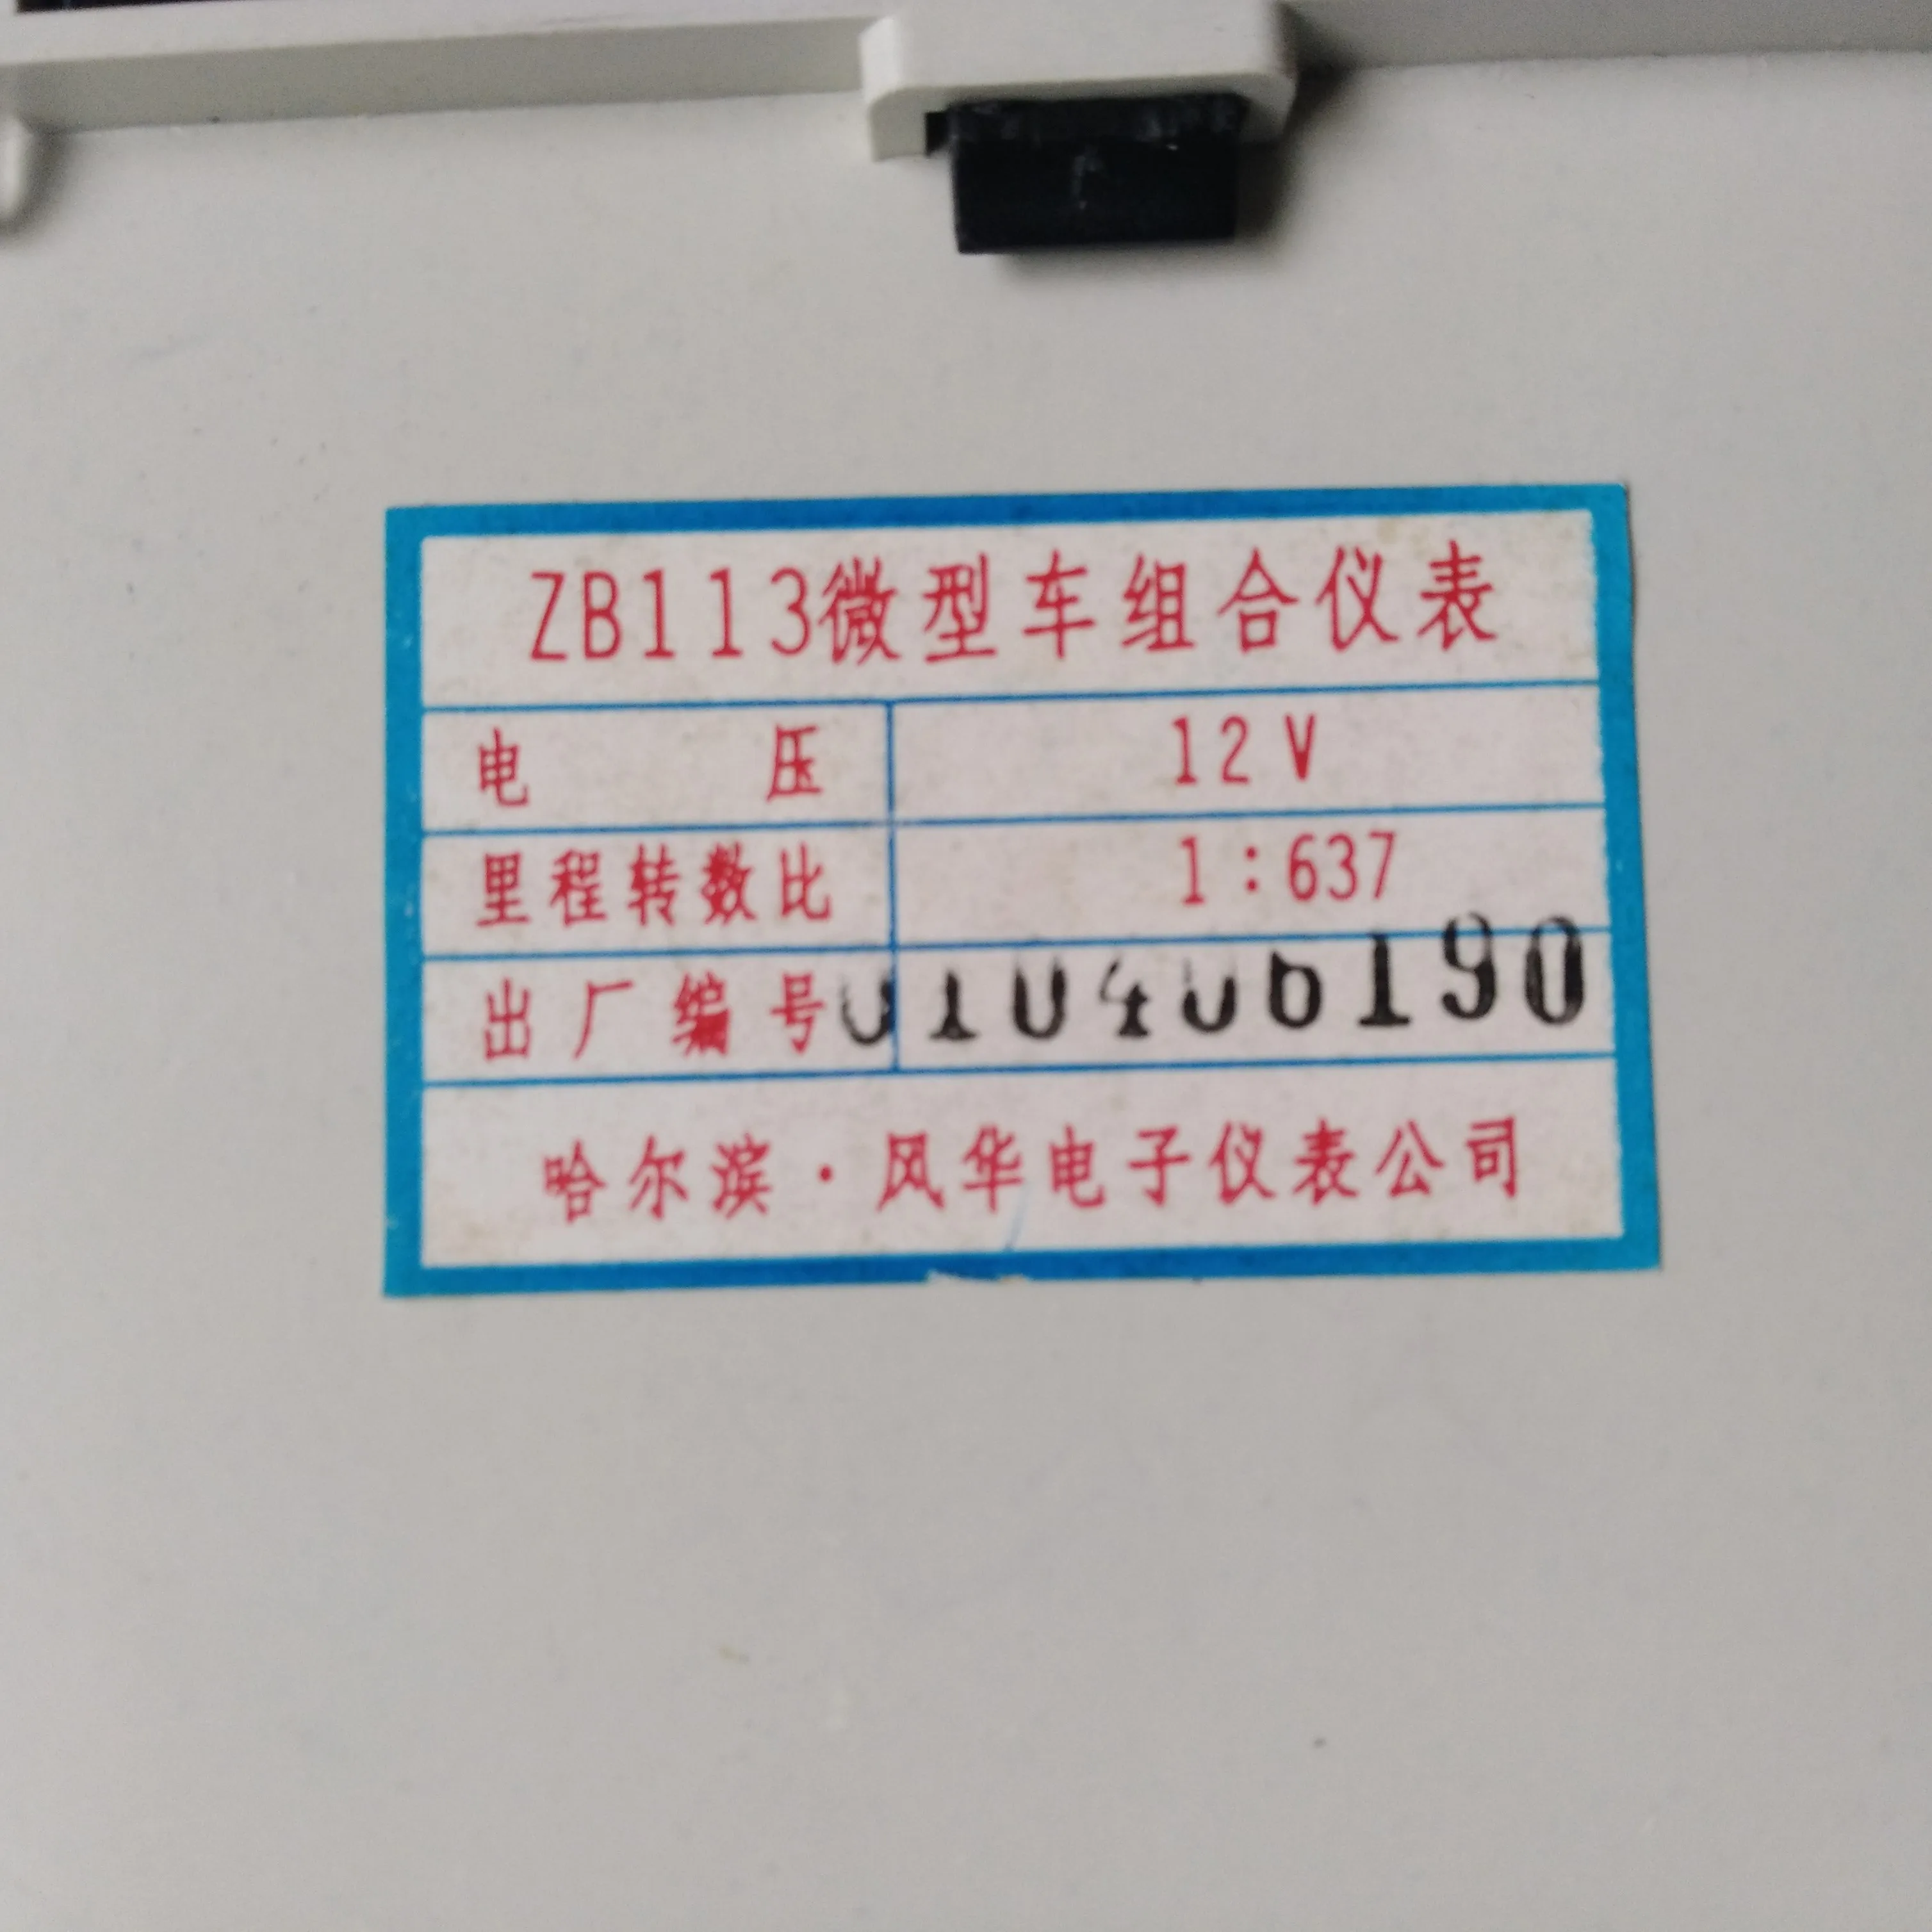 ZB113微型车组合仪表
电压 12V
里程转数比 1:637
出厂编号 010406190
哈尔滨·风华电子仪表公司